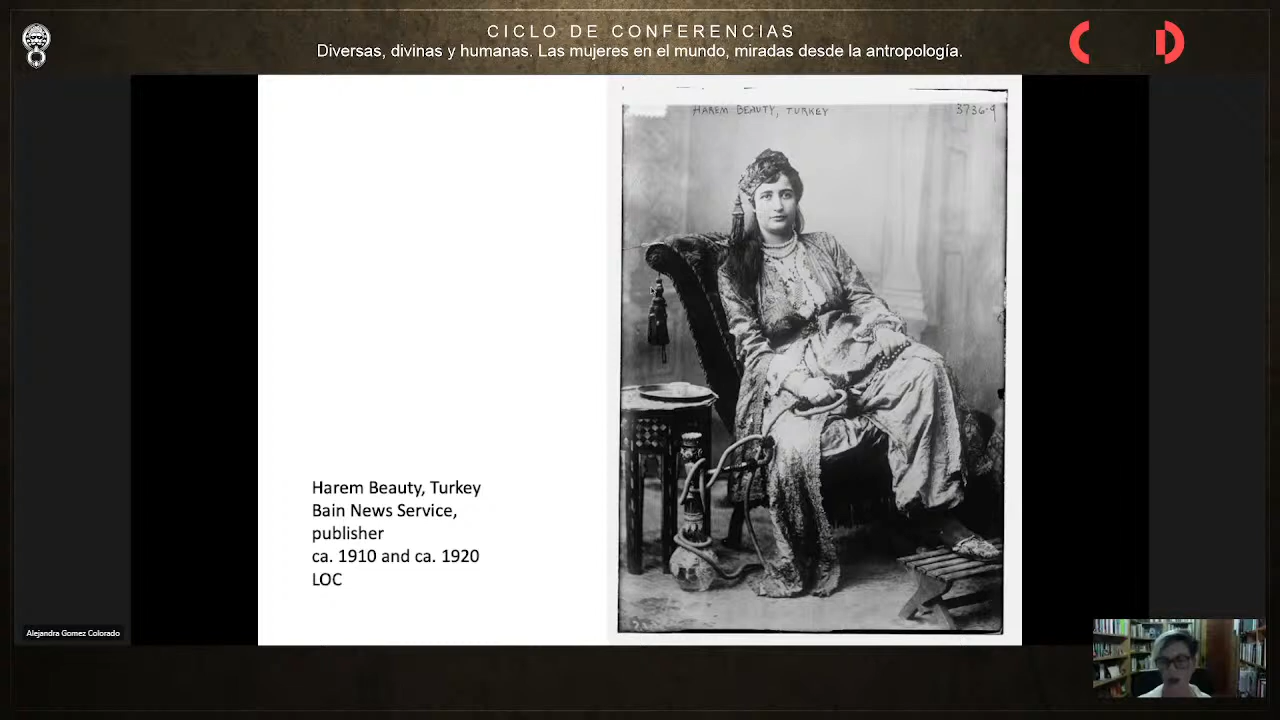 CICLO DE CONFERENCIAS
Diversas, divinas y humanas. Las mujeres en el mundo, miradas desde la antropología.
HAREM BEAUTY, TURKEY
3736-9
Harem Beauty, Turkey
Bain News Service,
publisher
ca. 1910 and ca. 1920
LOC
Alejandra Gomez Colorado